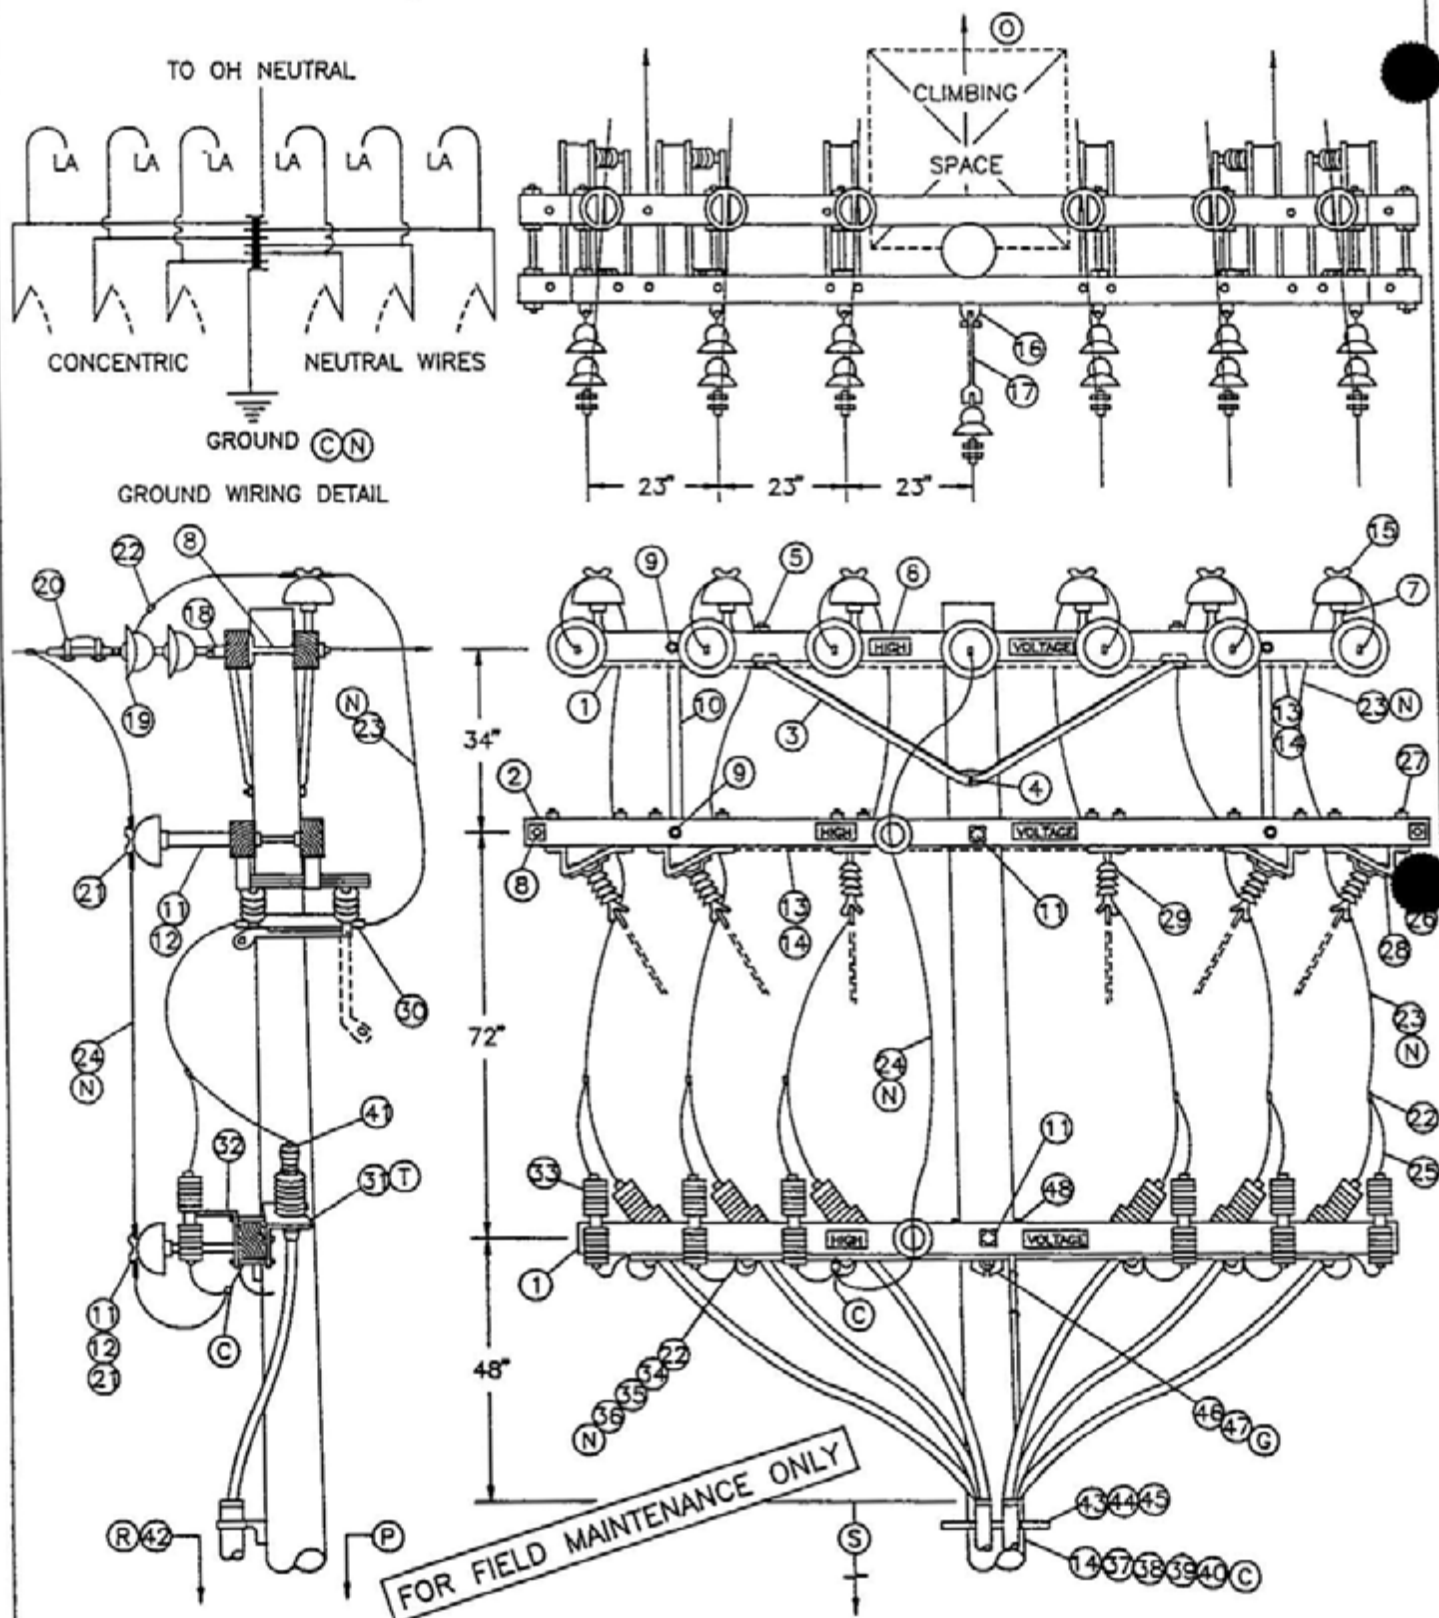 TO OH NEUTRAL
LA LA LA LA LA LA
CONCENTRIC NEUTRAL WIRES
GROUND C N
GROUND WIRING DETAIL
O
CLIMBING
SPACE
16
17
23" 23" 23"
8
22
20
18
19
N
23
21
11
12
30
24
N
41
32
31 T
11
12
21
C
R 42
P
9
5
6
15
7
HIGH VOLTAGE
1
10
3
13
14
23 N
34"
2
9
4
27
HIGH VOLTAGE
8
13
14
11
29
28
26
72"
24
N
23
N
22
11
25
33
48
HIGH VOLTAGE
1
C
48"
N 36 35 34 22
46 47 G
FOR FIELD MAINTENANCE ONLY
43 44 45
S
14 37 38 39 40 C